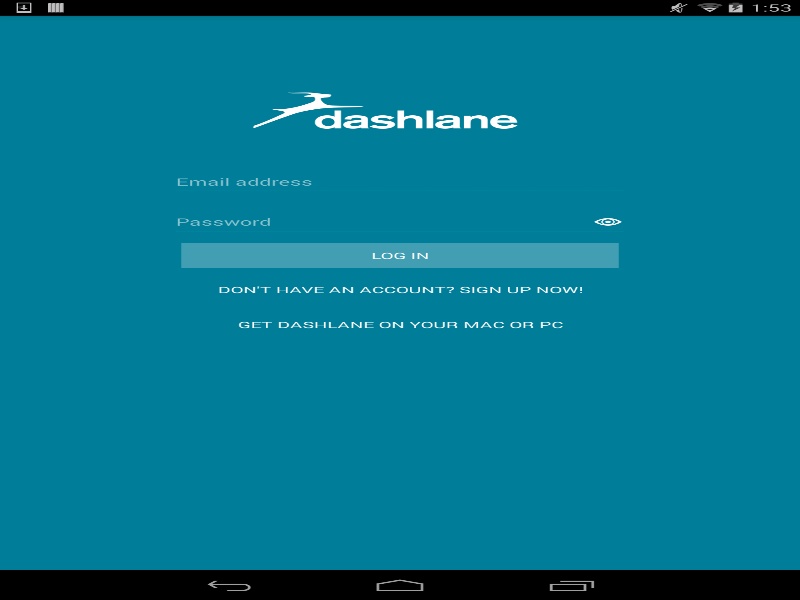 1:53
dashlane
Email address
Password
LOG IN
DON'T HAVE AN ACCOUNT? SIGN UP NOW!
GET DASHLANE ON YOUR MAC OR PC